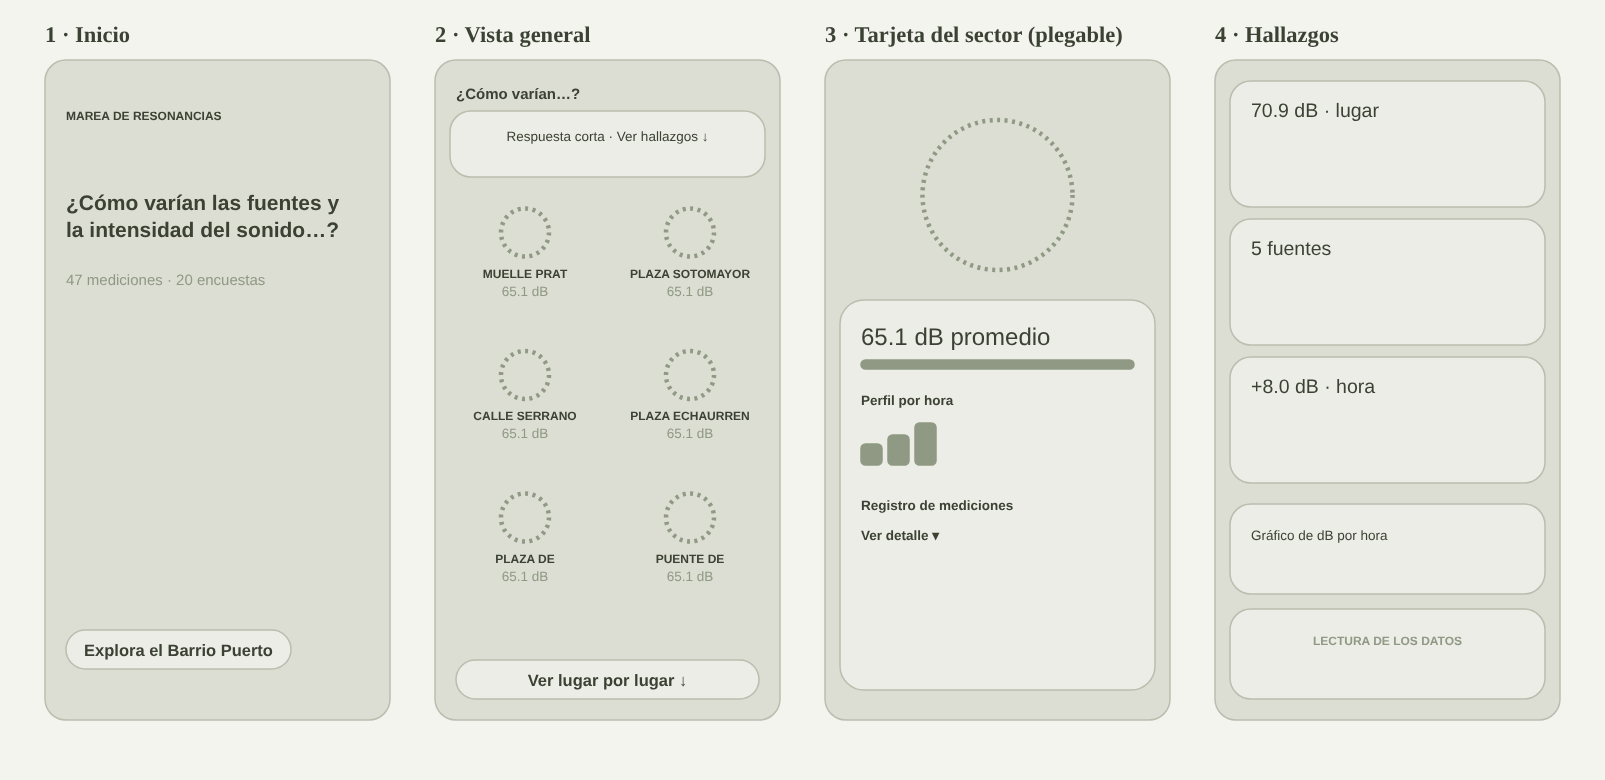 1 · Inicio
MAREA DE RESONANCIAS
¿Cómo varían las fuentes y
la intensidad del sonido…?
47 mediciones · 20 encuestas
Explora el Barrio Puerto
2 · Vista general
¿Cómo varían…?
Respuesta corta · Ver hallazgos ↓
MUELLE PRAT
65.1 dB
PLAZA SOTOMAYOR
65.1 dB
CALLE SERRANO
65.1 dB
PLAZA ECHAURREN
65.1 dB
PLAZA DE
65.1 dB
PUENTE DE
65.1 dB
Ver lugar por lugar ↓
3 · Tarjeta del sector (plegable)
65.1 dB promedio
Perfil por hora
Registro de mediciones
Ver detalle ▾
4 · Hallazgos
70.9 dB · lugar
5 fuentes
+8.0 dB · hora
Gráfico de dB por hora
LECTURA DE LOS DATOS